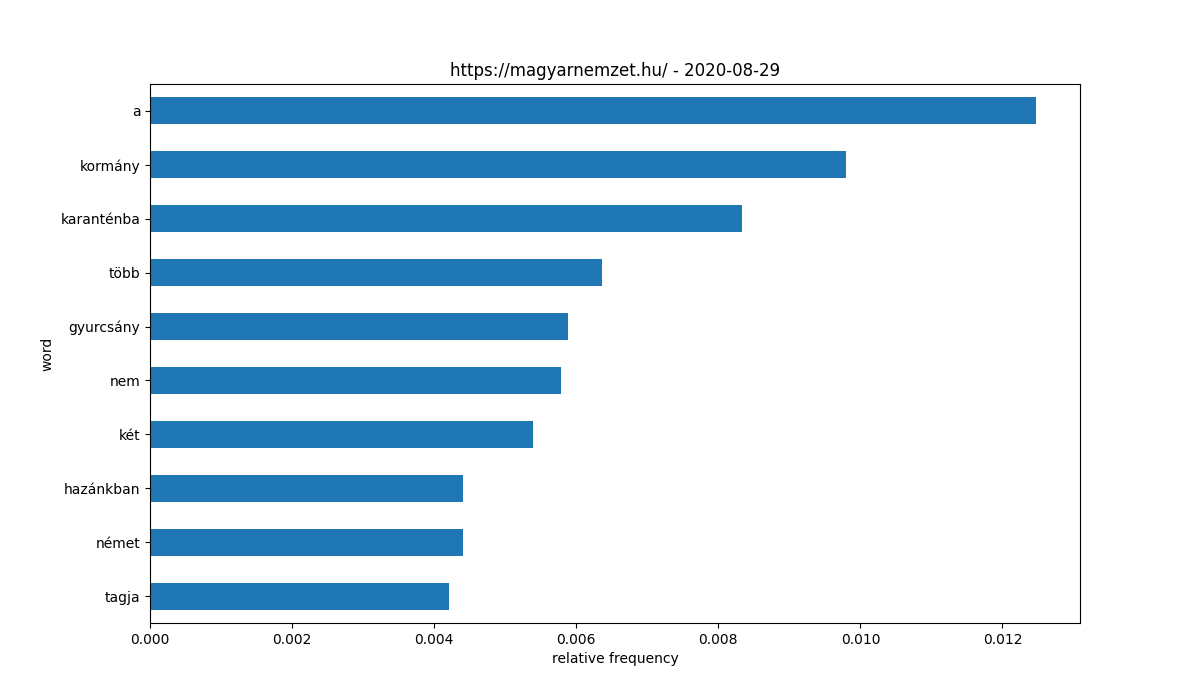 https://magyarnemzet.hu/ - 2020-08-29
a
kormány
karanténba
több
gyurcsány
nem
két
hazánkban
német
tagja
word
0.000 0.002 0.004 0.006 0.008 0.010 0.012
relative frequency